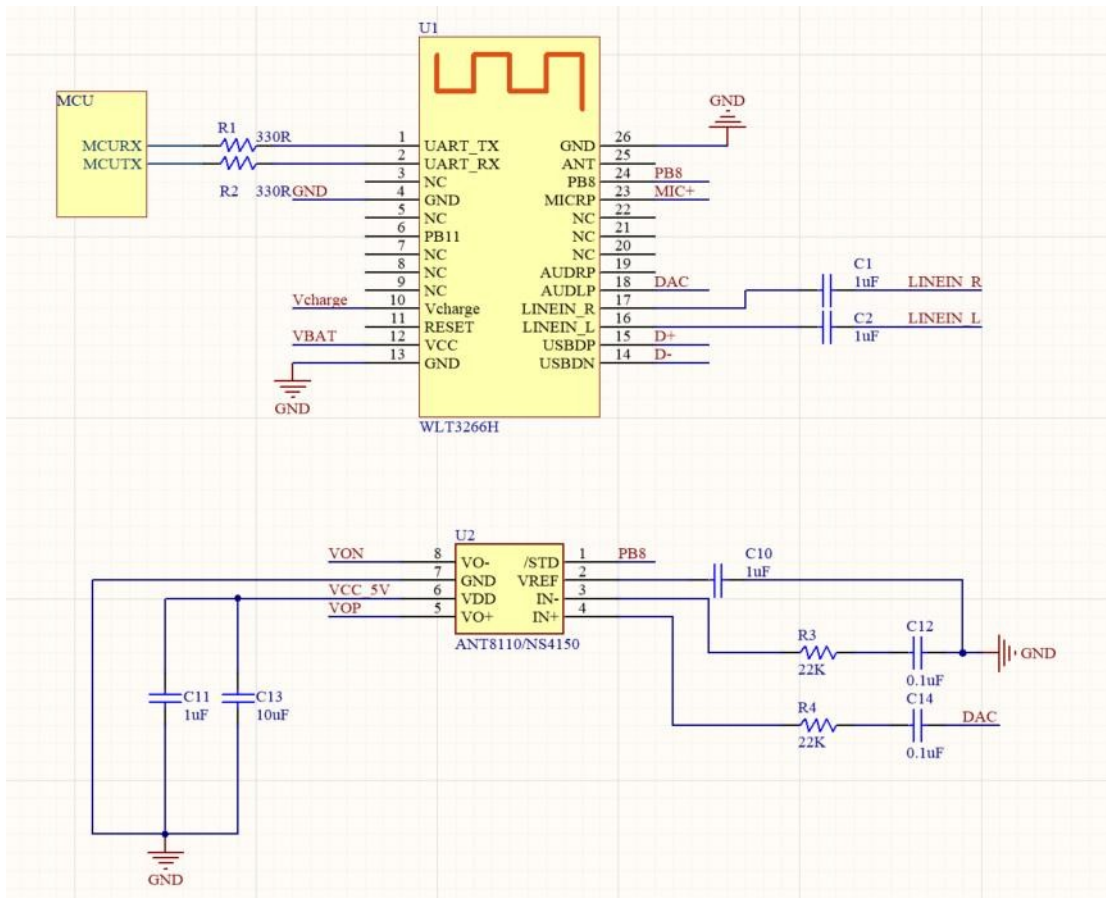 U1
MCU
MCURX
MCUTX
R1 330R
R2 330R
GND
Vcharge
VBAT
GND
1 UART_TX
2 UART_RX
3 NC
4 GND
5 NC
6 PB11
7 NC
8 NC
9 NC
10 Vcharge
11 RESET
12 VCC
13 GND
GND 26
ANT 25
PB8 24 PB8
MICRP 23 MIC+
NC 22
NC 21
NC 20
AUDRP 19
AUDLP 18 DAC
LINEIN_R 17
LINEIN_L 16
USBDP 15 D+
USBDN 14 D-
GND
C1
1uF
LINEIN_R
C2
1uF
LINEIN_L
WLT3266H
U2
VON 8 VO-
7 GND
VCC_5V 6 VDD
VOP 5 VO+
/STD 1 PB8
VREF 2
IN- 3
IN+ 4
ANT8110/NS4150
C10
1uF
R3
22K
C12
0.1uF
GND
R4
22K
C14
0.1uF
DAC
C11
1uF
C13
10uF
GND